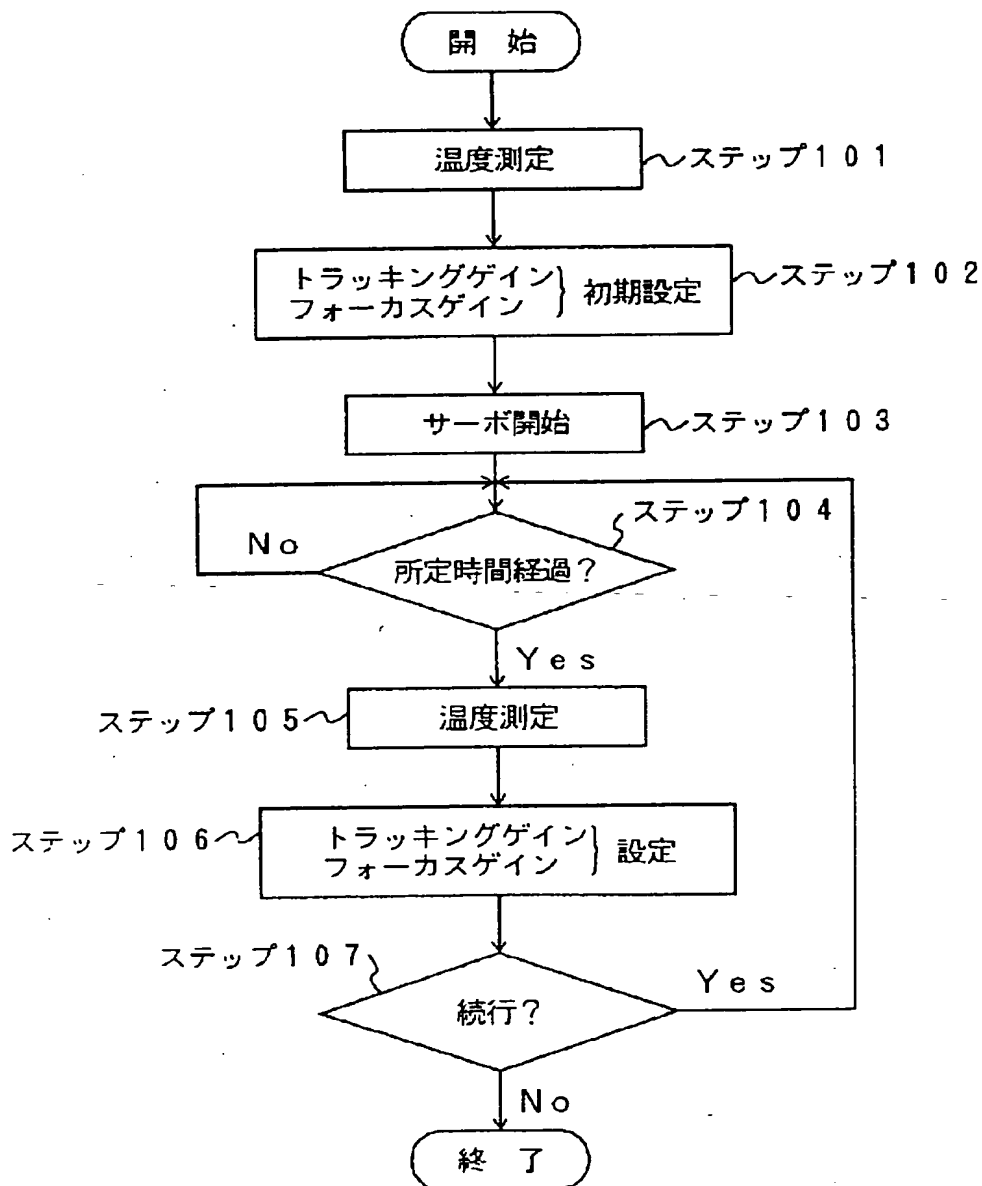 開 始
温度測定
ステップ101
トラッキングゲイン
フォーカスゲイン
初期設定
ステップ102
サーボ開始
ステップ103
ステップ104
No
所定時間経過?
Yes
ステップ105
温度測定
ステップ106
トラッキングゲイン
フォーカスゲイン
設定
ステップ107
続行?
Yes
No
終 了